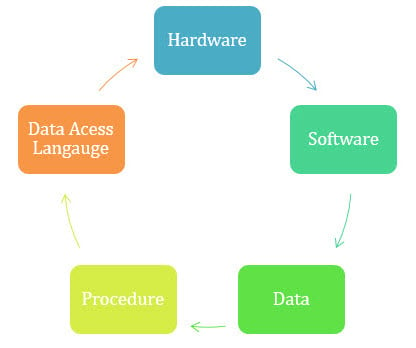 Hardware
Software
Data
Procedure
Data Acess
Langauge